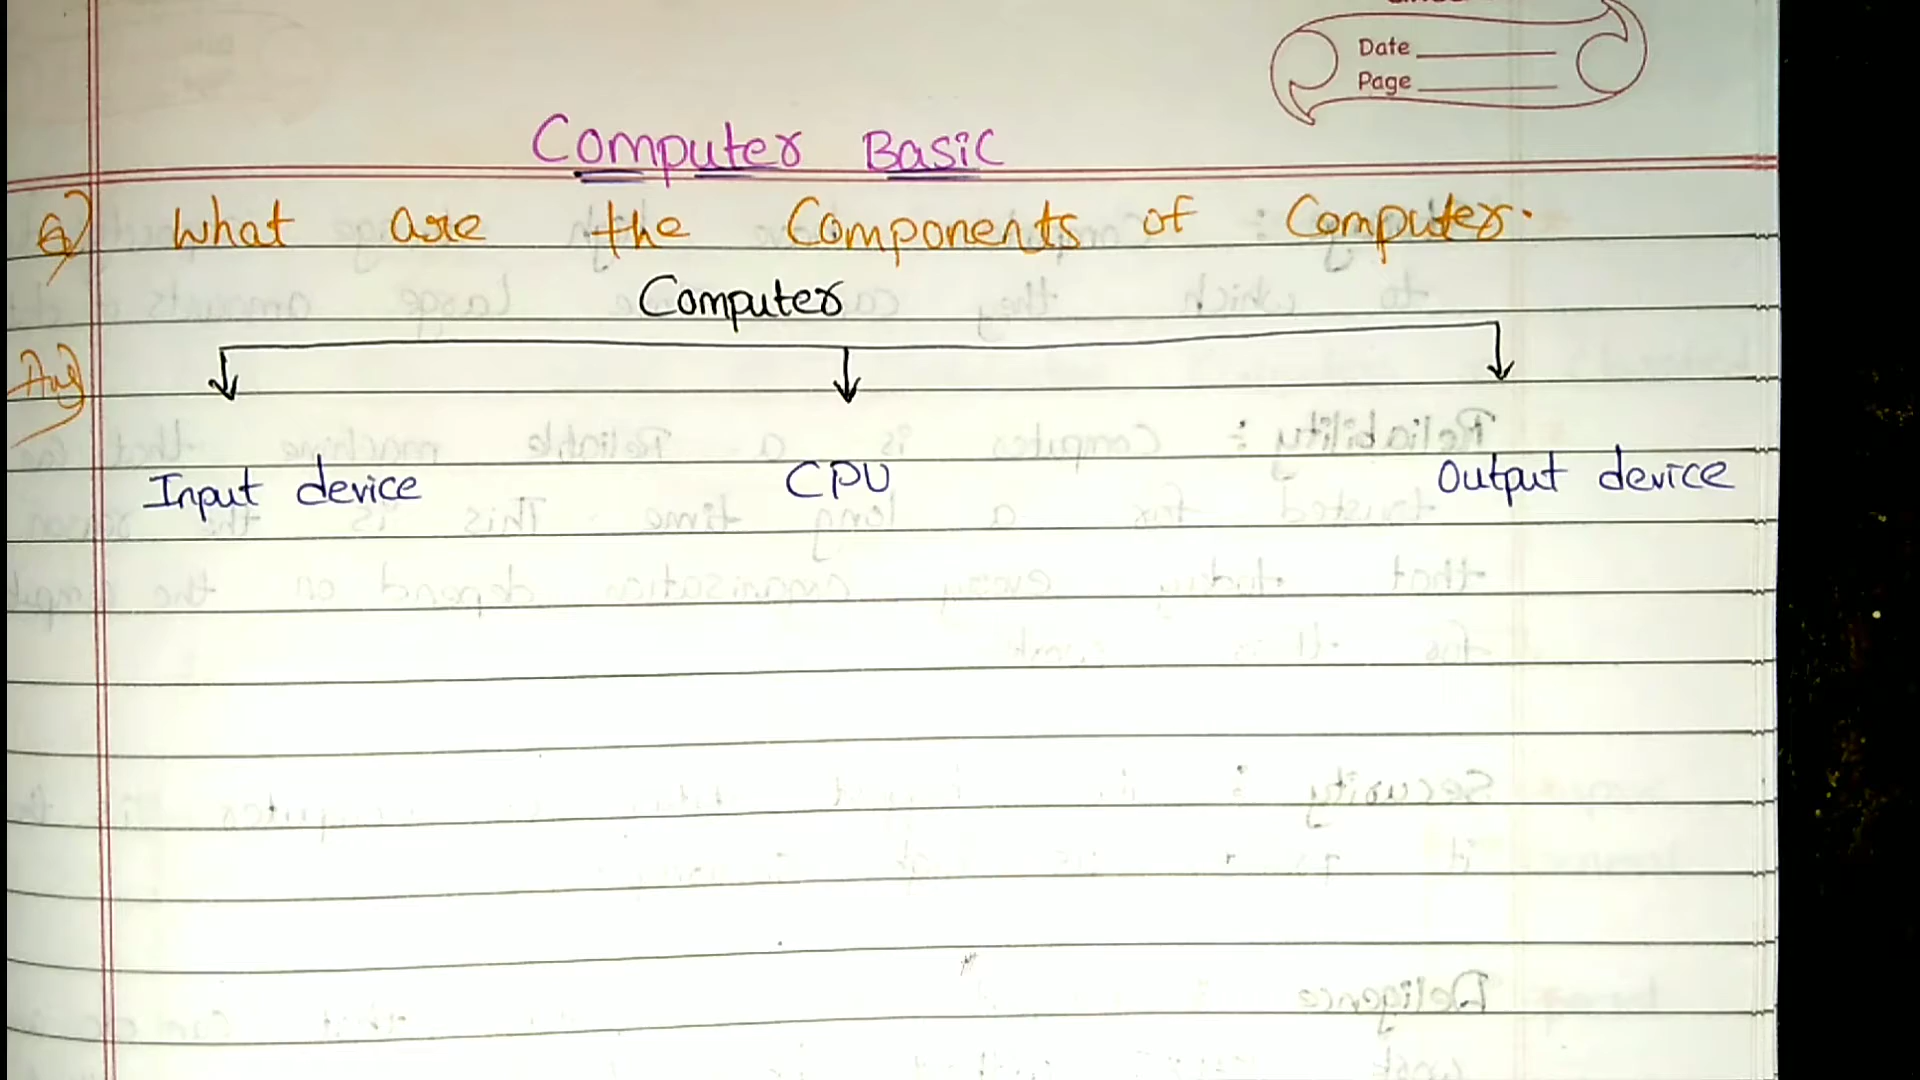 Date
Page
Computer Basic
Q) What are the Components of Computer.
Computer
Ans)
Input device CPU Output device